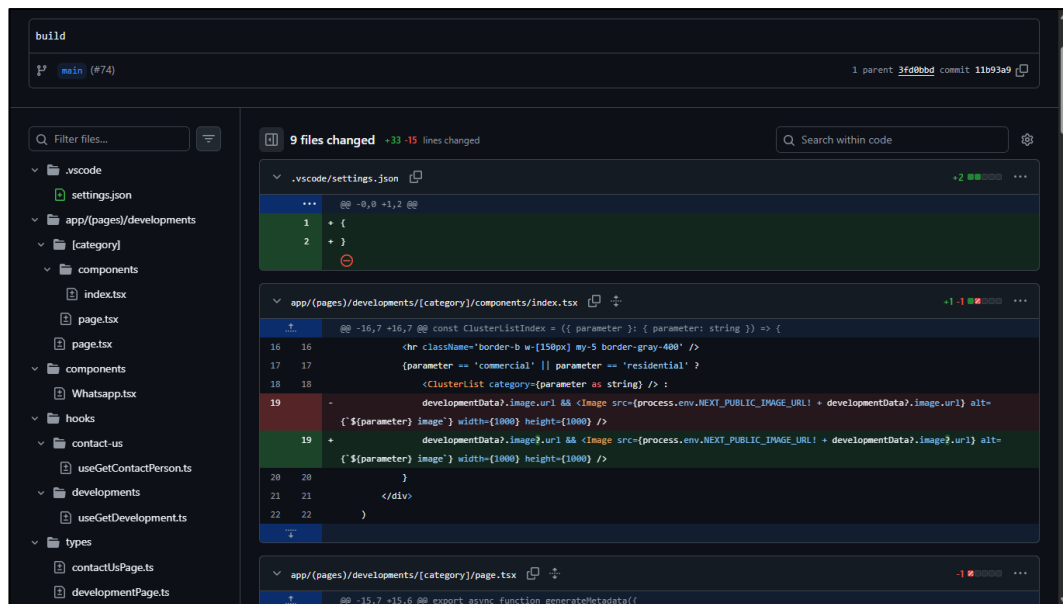 build
main (#74)
1 parent 3fd0bbd commit 11b93a9
Filter files...
.vscode
settings.json
app/(pages)/developments
[category]
components
index.tsx
page.tsx
page.tsx
components
Whatsapp.tsx
hooks
contact-us
useGetContactPerson.ts
developments
useGetDevelopment.ts
types
contactUsPage.ts
developmentPage.ts
9 files changed +33 -15 lines changed
Search within code
.vscode/settings.json
+2
@@ -0,0 +1,2 @@
1 + {
2 + }
app/(pages)/developments/[category]/components/index.tsx
+1 -1
@@ -16,7 +16,7 @@ const ClusterListIndex = ({ parameter }: { parameter: string }) => {
16 16 <hr className='border-b w-[150px] my-5 border-gray-400' />
17 17 {parameter == 'commercial' || parameter == 'residential' ?
18 18 <ClusterList category={parameter as string} /> :
19 - developmentData?.image.url && <Image src={process.env.NEXT_PUBLIC_IMAGE_URL! + developmentData?.image.url} alt=
{`${parameter} image`} width={1000} height={1000} />
19 + developmentData?.image?.url && <Image src={process.env.NEXT_PUBLIC_IMAGE_URL! + developmentData?.image?.url} alt=
{`${parameter} image`} width={1000} height={1000} />
20 20 }
21 21 </div>
22 22 )
app/(pages)/developments/[category]/page.tsx
-1
@@ -15,7 +15,6 @@ export async function generateMetadata({